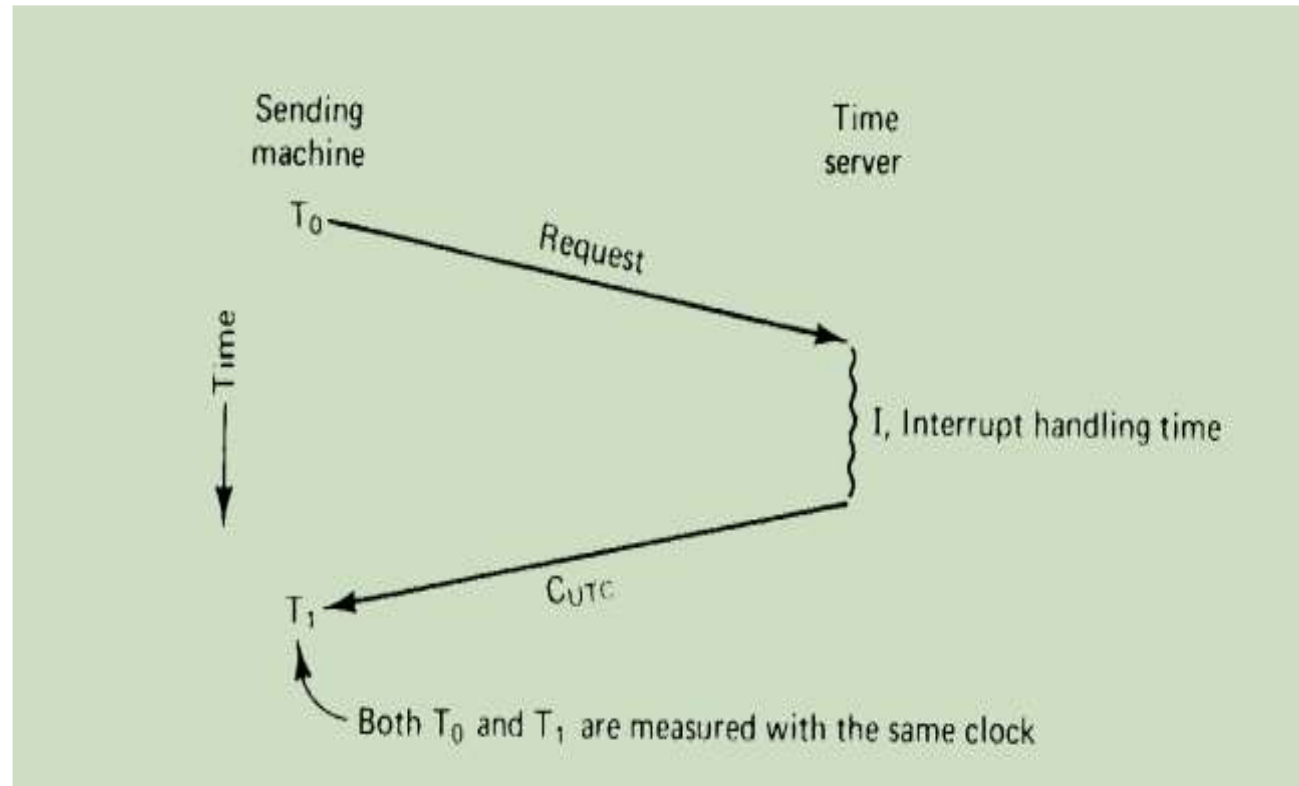 Sending
machine
Time
server
T₀
Request
Time
I, Interrupt handling time
C_UTC
T₁
Both T₀ and T₁ are measured with the same clock